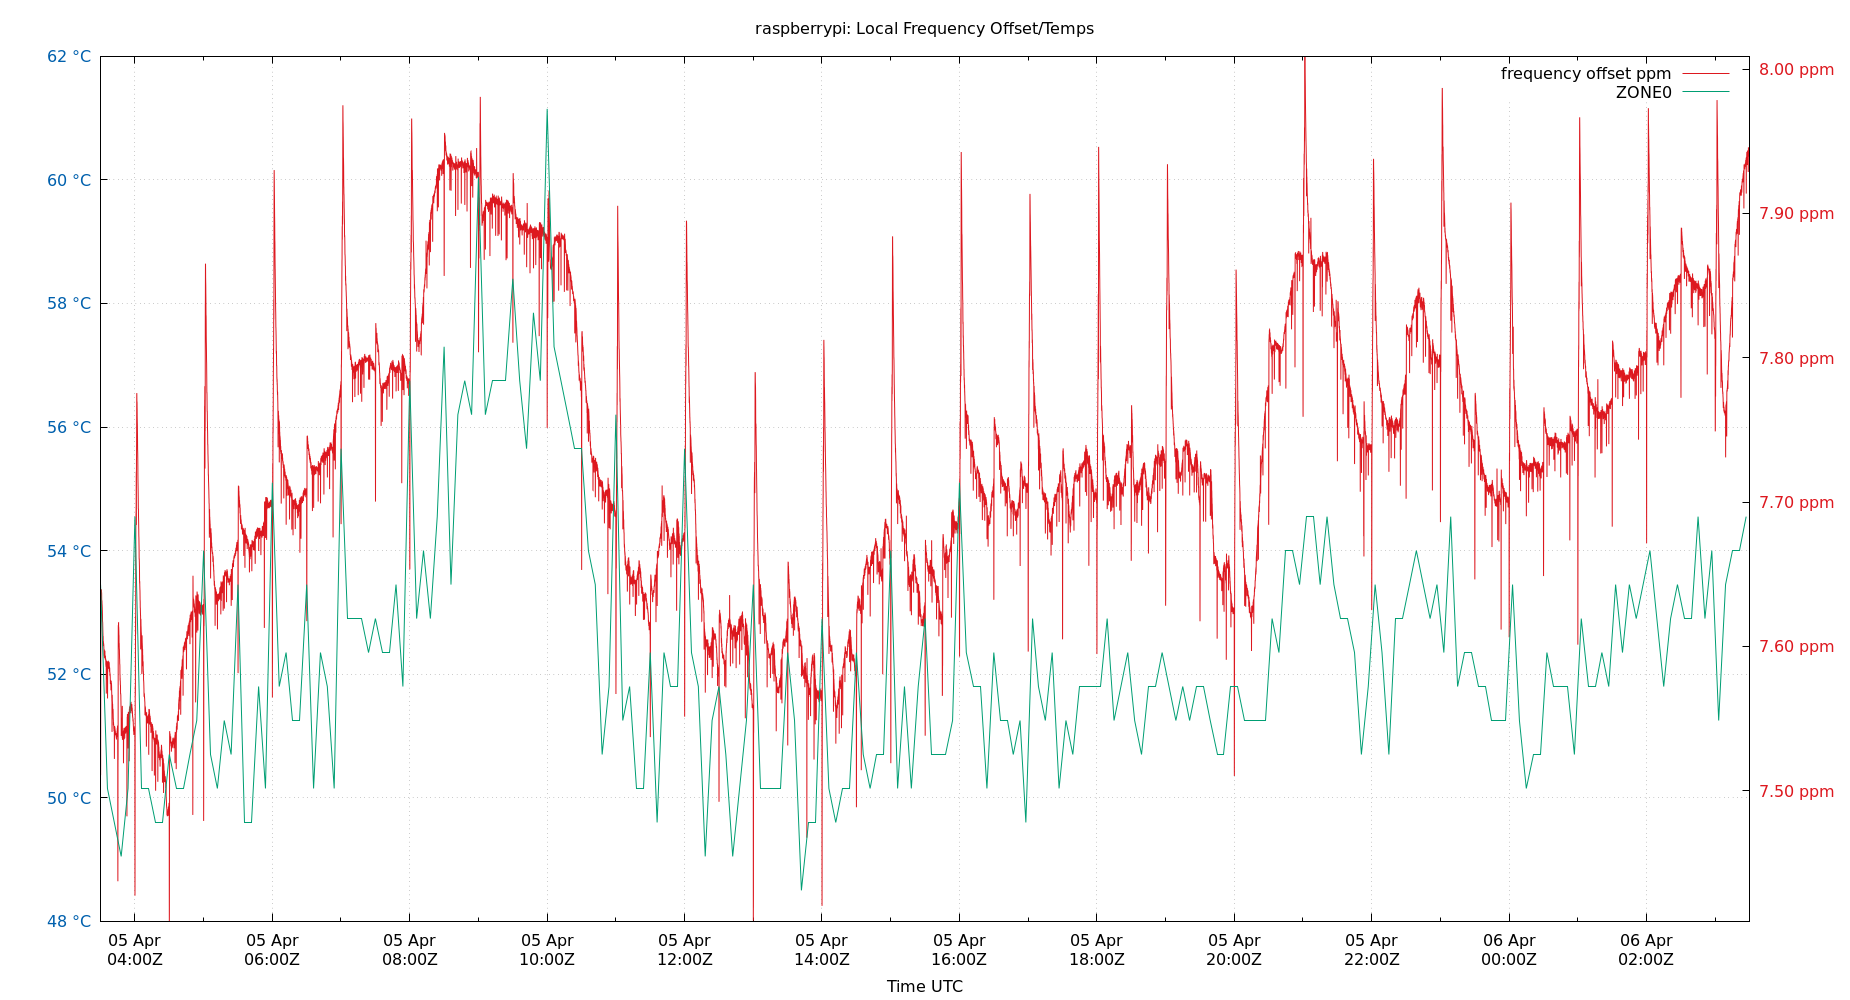 raspberrypi: Local Frequency Offset/Temps
62 °C
60 °C
58 °C
56 °C
54 °C
52 °C
50 °C
48 °C
frequency offset ppm
ZONE0
8.00 ppm
7.90 ppm
7.80 ppm
7.70 ppm
7.60 ppm
7.50 ppm
05 Apr 05 Apr 05 Apr 05 Apr 05 Apr 05 Apr 05 Apr 05 Apr 05 Apr 05 Apr 06 Apr 06 Apr
04:00Z 06:00Z 08:00Z 10:00Z 12:00Z 14:00Z 16:00Z 18:00Z 20:00Z 22:00Z 00:00Z 02:00Z
Time UTC